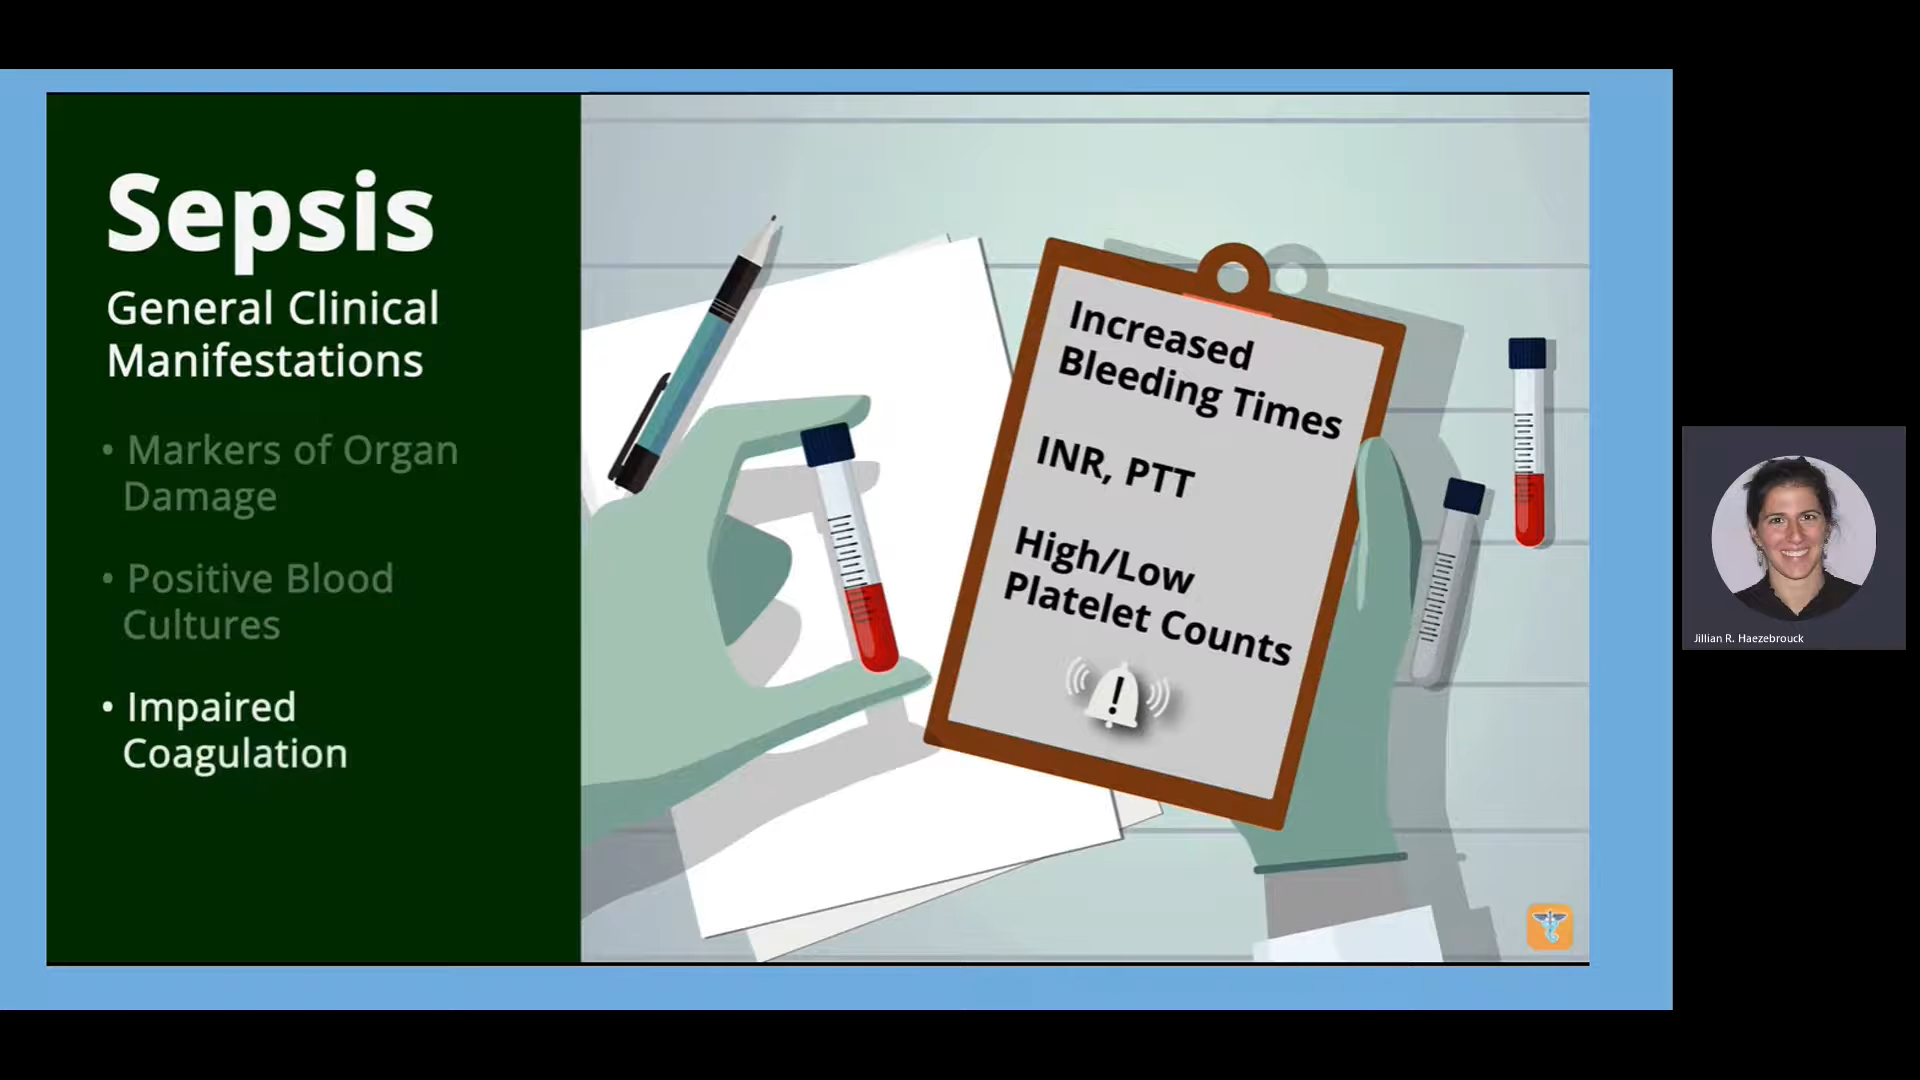 Sepsis
General Clinical
Manifestations
• Markers of Organ
Damage
• Positive Blood
Cultures
• Impaired
Coagulation
Increased
Bleeding Times
INR, PTT
High/Low
Platelet Counts
!
Jillian R. Haezebrouck